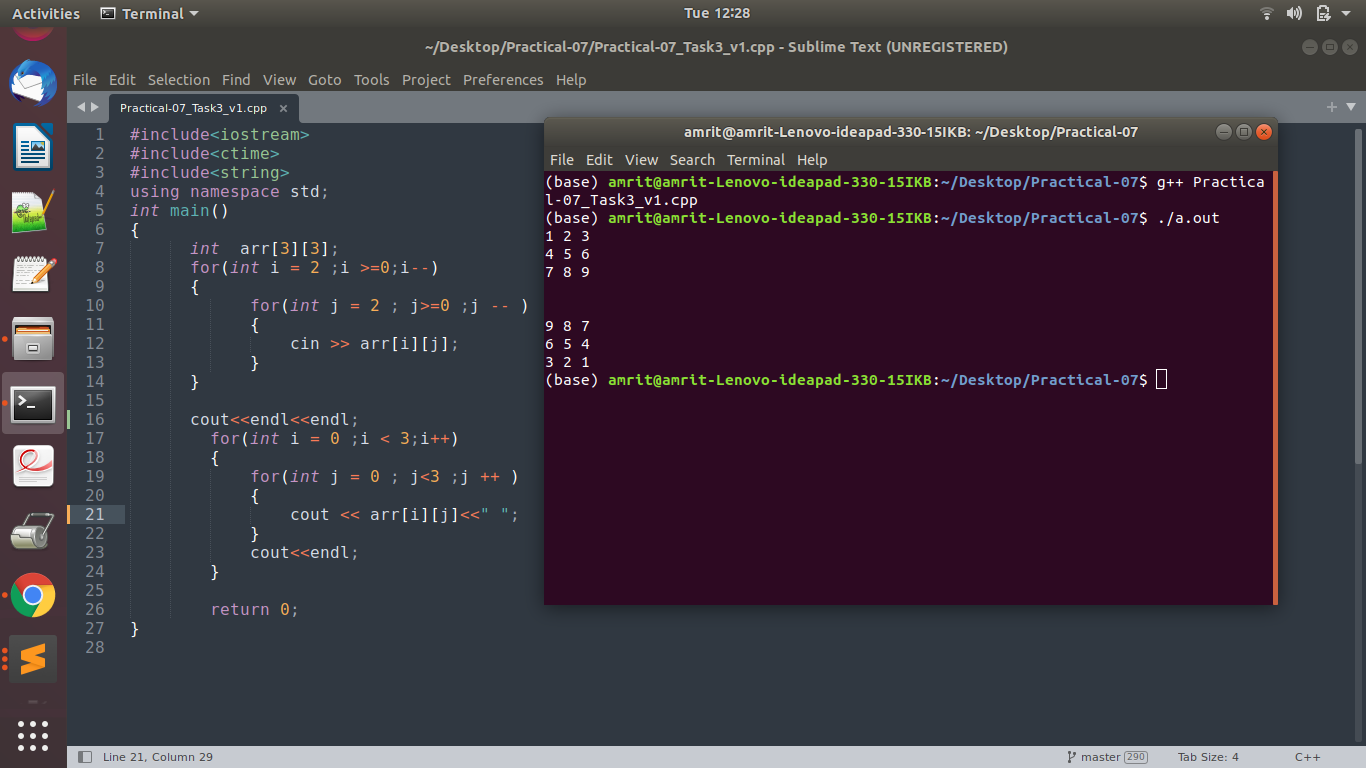 Activities Terminal Tue 12:28
~/Desktop/Practical-07/Practical-07_Task3_v1.cpp - Sublime Text (UNREGISTERED)
File Edit Selection Find View Goto Tools Project Preferences Help
Practical-07_Task3_v1.cpp ×
1 #include<iostream>
2 #include<ctime>
3 #include<string>
4 using namespace std;
5 int main()
6 {
7 int  arr[3][3];
8 for(int i = 2 ;i >=0;i--)
9 {
10 for(int j = 2 ; j>=0 ;j -- )
11 {
12 cin >> arr[i][j];
13 }
14 }
15
16 cout<<endl<<endl;
17 for(int i = 0 ;i < 3;i++)
18 {
19 for(int j = 0 ; j<3 ;j ++ )
20 {
21 cout << arr[i][j]<<" ";
22 }
23 cout<<endl;
24 }
25
26 return 0;
27 }
28
amrit@amrit-Lenovo-ideapad-330-15IKB: ~/Desktop/Practical-07
File Edit View Search Terminal Help
(base) amrit@amrit-Lenovo-ideapad-330-15IKB:~/Desktop/Practical-07$ g++ Practica
l-07_Task3_v1.cpp
(base) amrit@amrit-Lenovo-ideapad-330-15IKB:~/Desktop/Practical-07$ ./a.out
1 2 3
4 5 6
7 8 9
9 8 7
6 5 4
3 2 1
(base) amrit@amrit-Lenovo-ideapad-330-15IKB:~/Desktop/Practical-07$
Line 21, Column 29 master 290 Tab Size: 4 C++